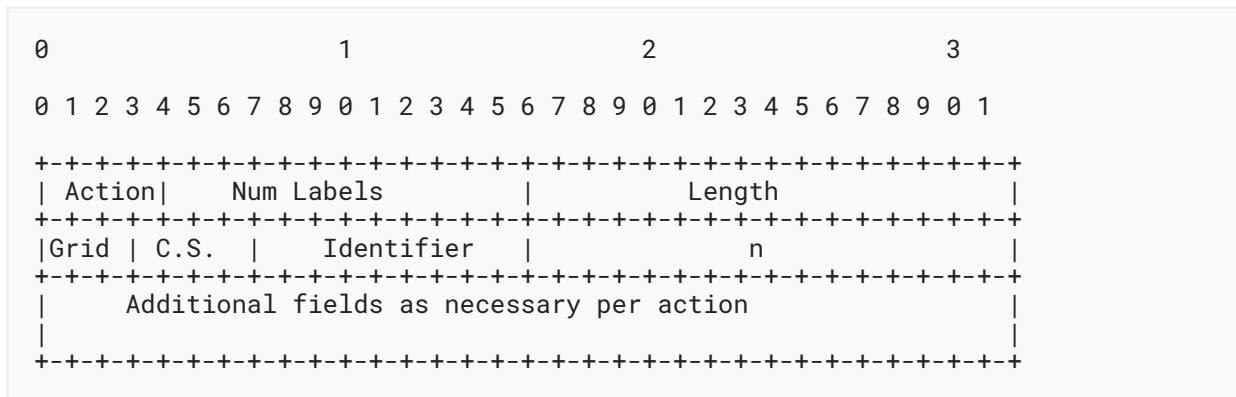 0                   1                   2                   3
0 1 2 3 4 5 6 7 8 9 0 1 2 3 4 5 6 7 8 9 0 1 2 3 4 5 6 7 8 9 0 1
+-+-+-+-+-+-+-+-+-+-+-+-+-+-+-+-+-+-+-+-+-+-+-+-+-+-+-+-+-+-+-+-+
| Action|    Num Labels         |          Length               |
+-+-+-+-+-+-+-+-+-+-+-+-+-+-+-+-+-+-+-+-+-+-+-+-+-+-+-+-+-+-+-+-+
|Grid | C.S.  |    Identifier   |              n                |
+-+-+-+-+-+-+-+-+-+-+-+-+-+-+-+-+-+-+-+-+-+-+-+-+-+-+-+-+-+-+-+-+
|     Additional fields as necessary per action                 |
|                                                               |
+-+-+-+-+-+-+-+-+-+-+-+-+-+-+-+-+-+-+-+-+-+-+-+-+-+-+-+-+-+-+-+-+